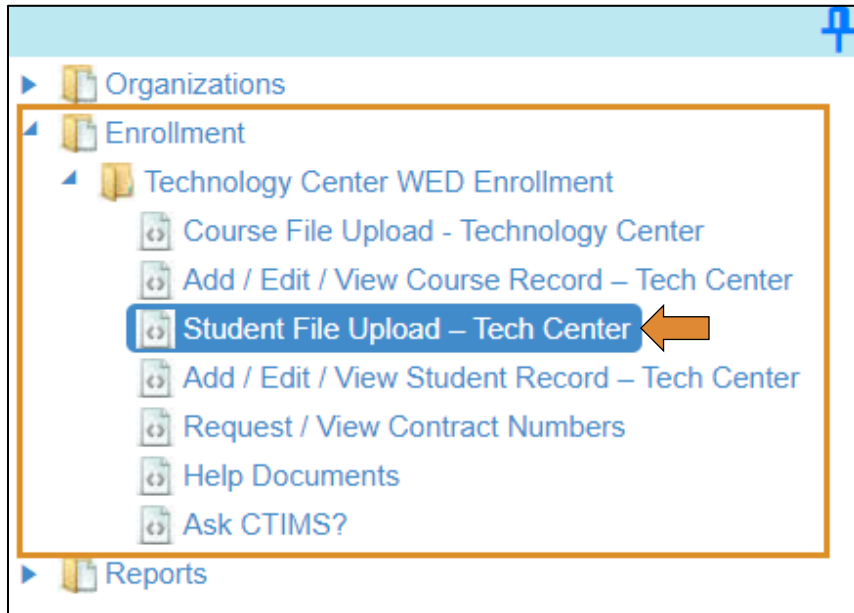 Organizations
Enrollment
Technology Center WED Enrollment
Course File Upload - Technology Center
Add / Edit / View Course Record – Tech Center
Student File Upload – Tech Center
Add / Edit / View Student Record – Tech Center
Request / View Contract Numbers
Help Documents
Ask CTIMS?
Reports